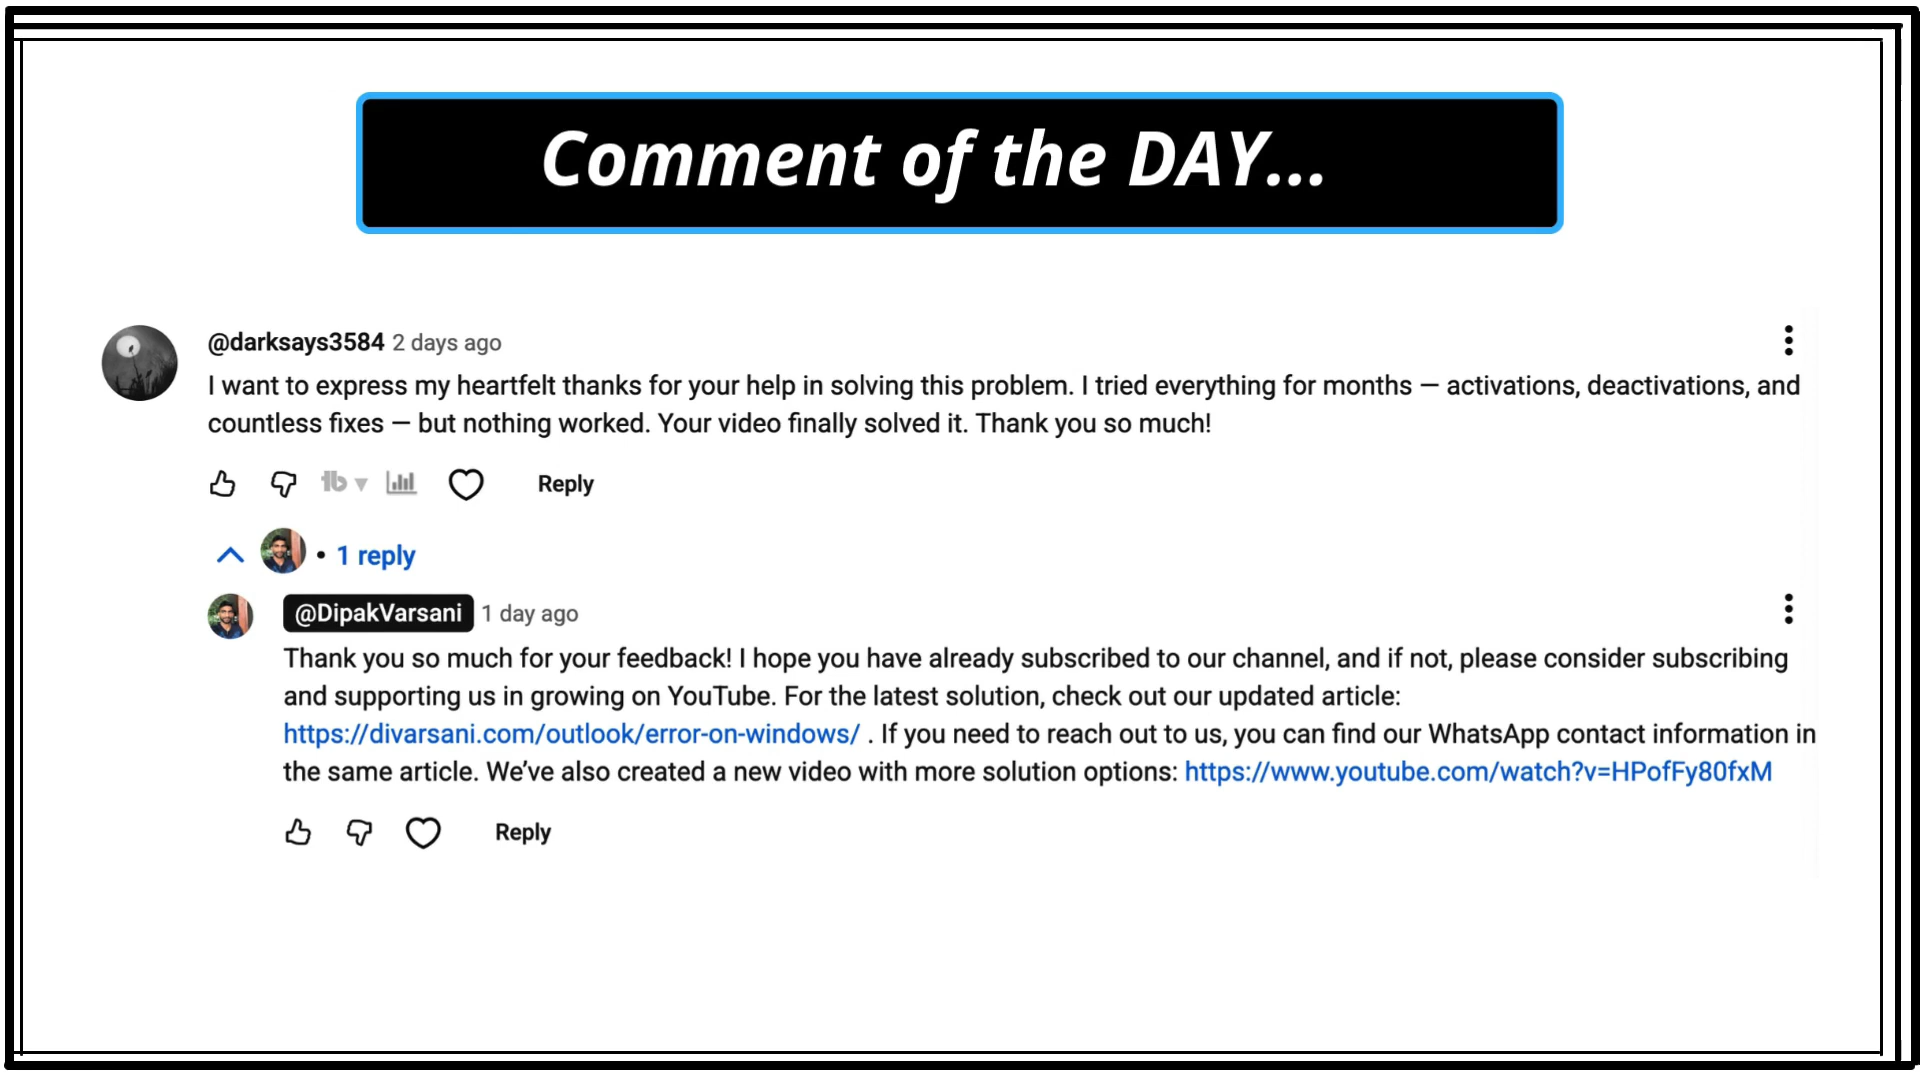 Comment of the DAY...
@darksays3584 2 days ago
I want to express my heartfelt thanks for your help in solving this problem. I tried everything for months — activations, deactivations, and
countless fixes — but nothing worked. Your video finally solved it. Thank you so much!
tb Reply
• 1 reply
@DipakVarsani 1 day ago
Thank you so much for your feedback! I hope you have already subscribed to our channel, and if not, please consider subscribing
and supporting us in growing on YouTube. For the latest solution, check out our updated article:
https://divarsani.com/outlook/error-on-windows/ . If you need to reach out to us, you can find our WhatsApp contact information in
the same article. We’ve also created a new video with more solution options: https://www.youtube.com/watch?v=HPofFy80fxM
Reply